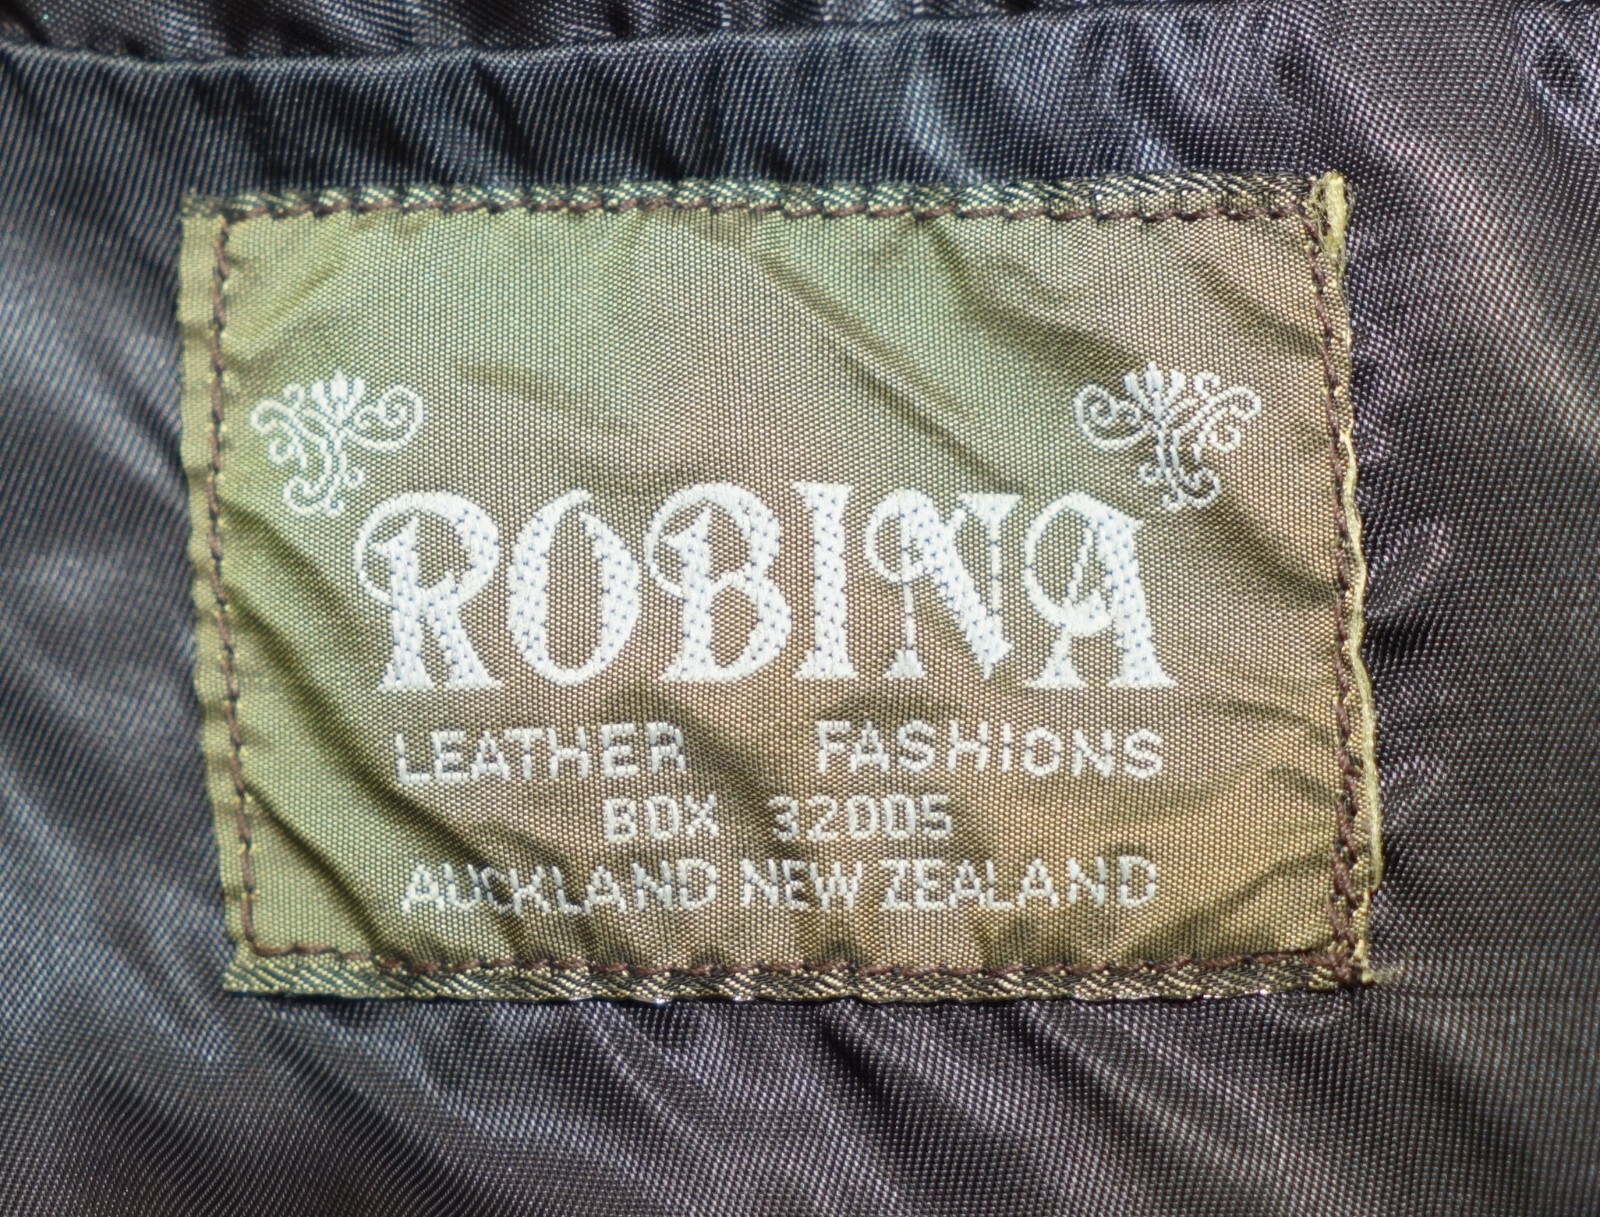 ROBINA
LEATHER FASHIONS
BOX 32005
AUCKLAND NEW ZEALAND